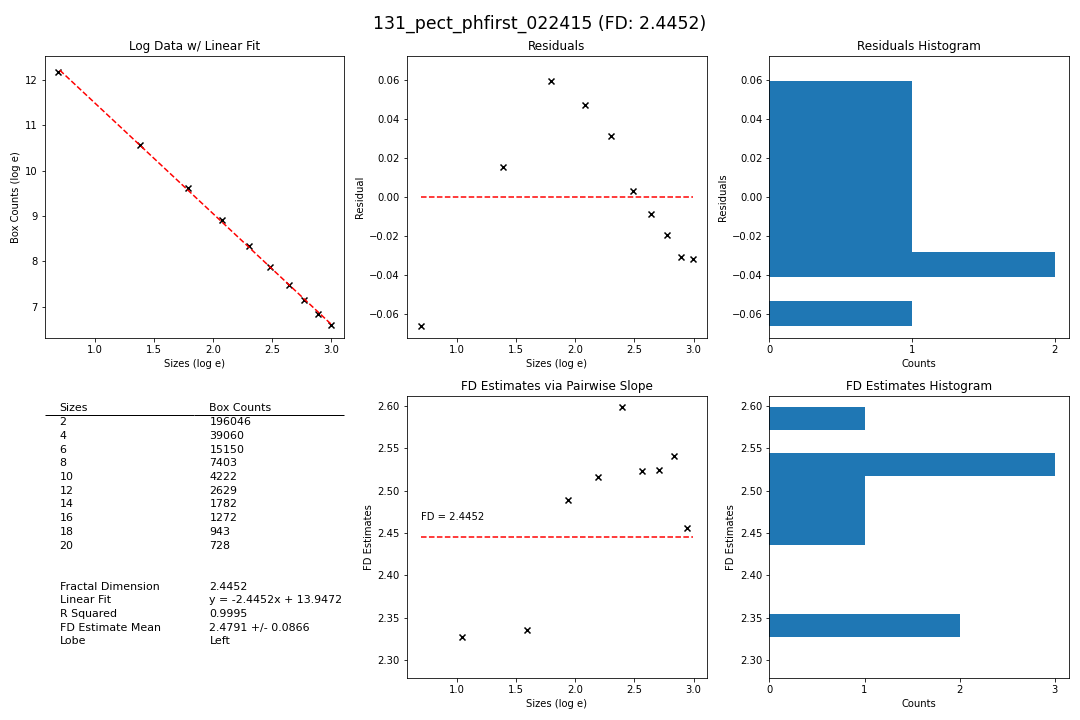 131_pect_phfirst_022415 (FD: 2.4452)
Log Data w/ Linear Fit
12
11
10
9
8
7
Box Counts (log e)
1.0 1.5 2.0 2.5 3.0
Sizes (log e)
Residuals
0.06
0.04
0.02
0.00
−0.02
−0.04
−0.06
Residual
1.0 1.5 2.0 2.5 3.0
Sizes (log e)
Residuals Histogram
0.06
0.04
0.02
0.00
−0.02
−0.04
−0.06
Residuals
0 1 2
Counts
Sizes Box Counts
2 196046
4 39060
6 15150
8 7403
10 4222
12 2629
14 1782
16 1272
18 943
20 728
Fractal Dimension 2.4452
Linear Fit y = -2.4452x + 13.9472
R Squared 0.9995
FD Estimate Mean 2.4791 +/- 0.0866
Lobe Left
FD Estimates via Pairwise Slope
2.60
2.55
2.50
2.45
2.40
2.35
2.30
FD Estimates
FD = 2.4452
1.0 1.5 2.0 2.5 3.0
Sizes (log e)
FD Estimates Histogram
2.60
2.55
2.50
2.45
2.40
2.35
2.30
FD Estimates
0 1 2 3
Counts